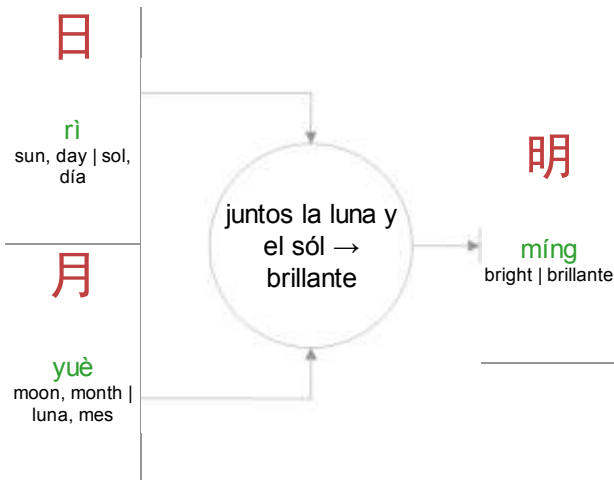 日
rì
sun, day | sol,
día
月
yuè
moon, month |
luna, mes
juntos la luna y
el sól →
brillante
明
míng
bright | brillante